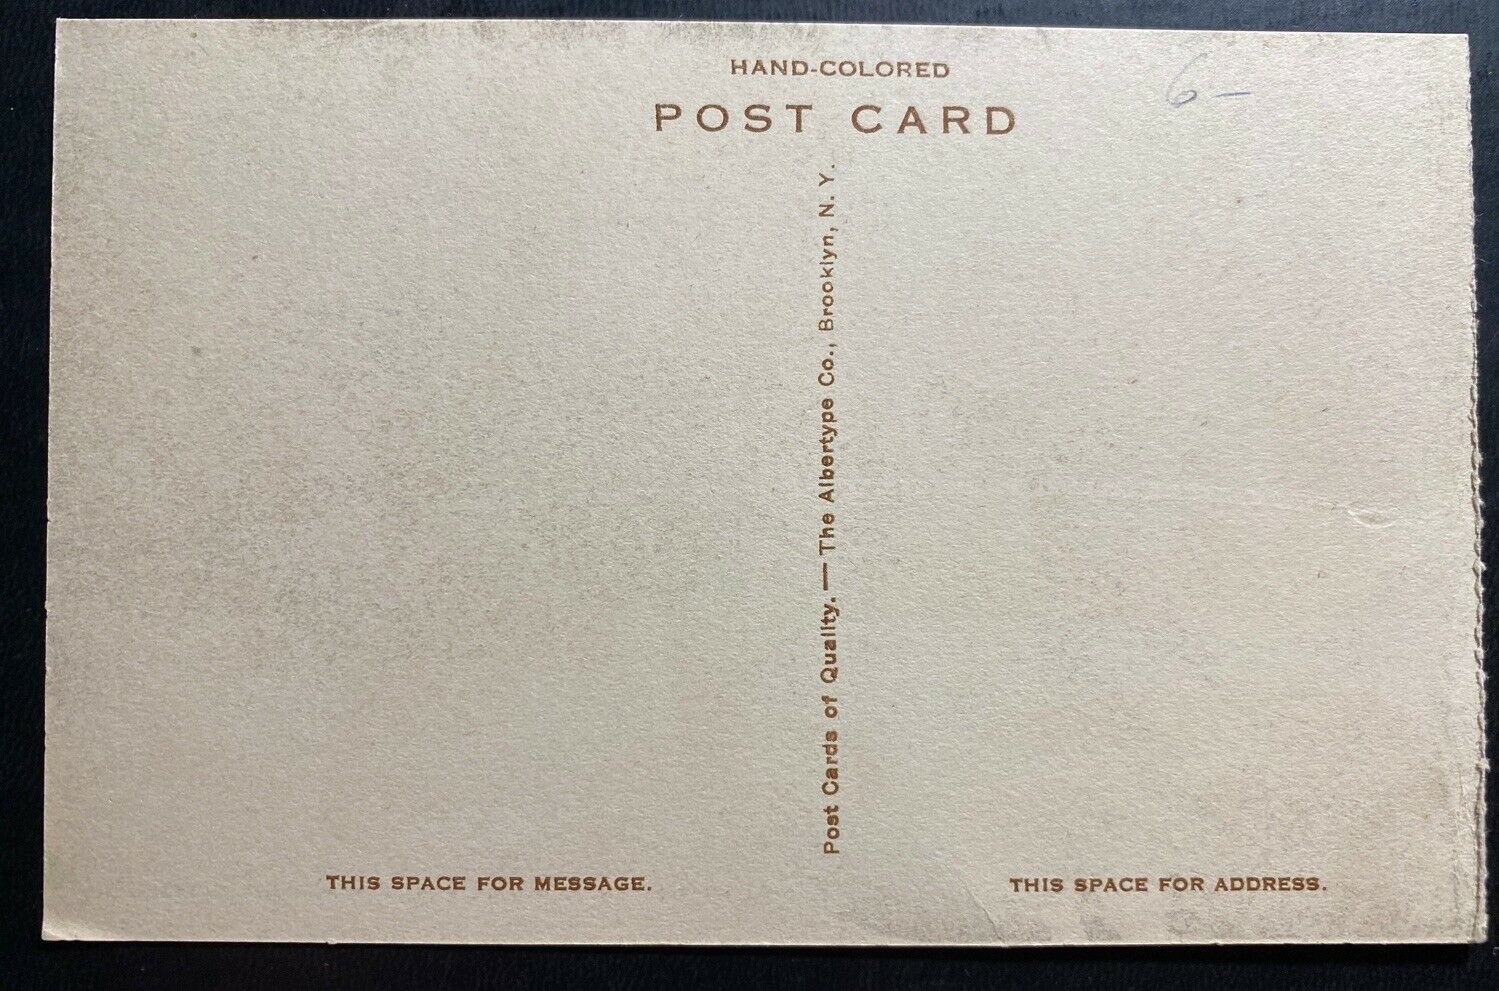 HAND-COLORED
POST CARD
6-
Post Cards of Quality. — The Albertype Co., Brooklyn, N. Y.
THIS SPACE FOR MESSAGE.
THIS SPACE FOR ADDRESS.